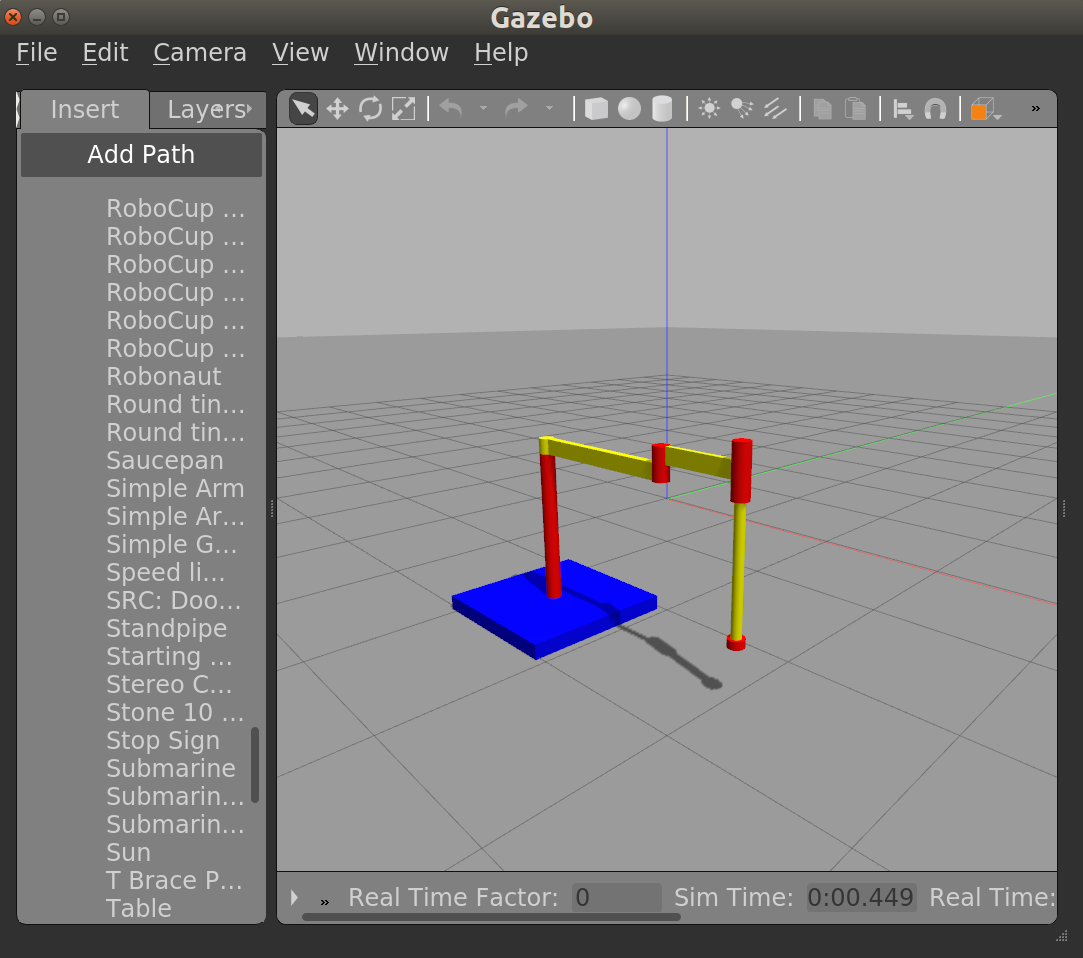 Gazebo
File Edit Camera View Window Help
Insert Layers
Add Path
RoboCup ...
RoboCup ...
RoboCup ...
RoboCup ...
RoboCup ...
RoboCup ...
Robonaut
Round tin...
Round tin...
Saucepan
Simple Arm
Simple Ar...
Simple G...
Speed li...
SRC: Doo...
Standpipe
Starting ...
Stereo C...
Stone 10 ...
Stop Sign
Submarine
Submarin...
Submarin...
Sun
T Brace P...
Table
Real Time Factor: 0 Sim Time: 0:00.449 Real Time: